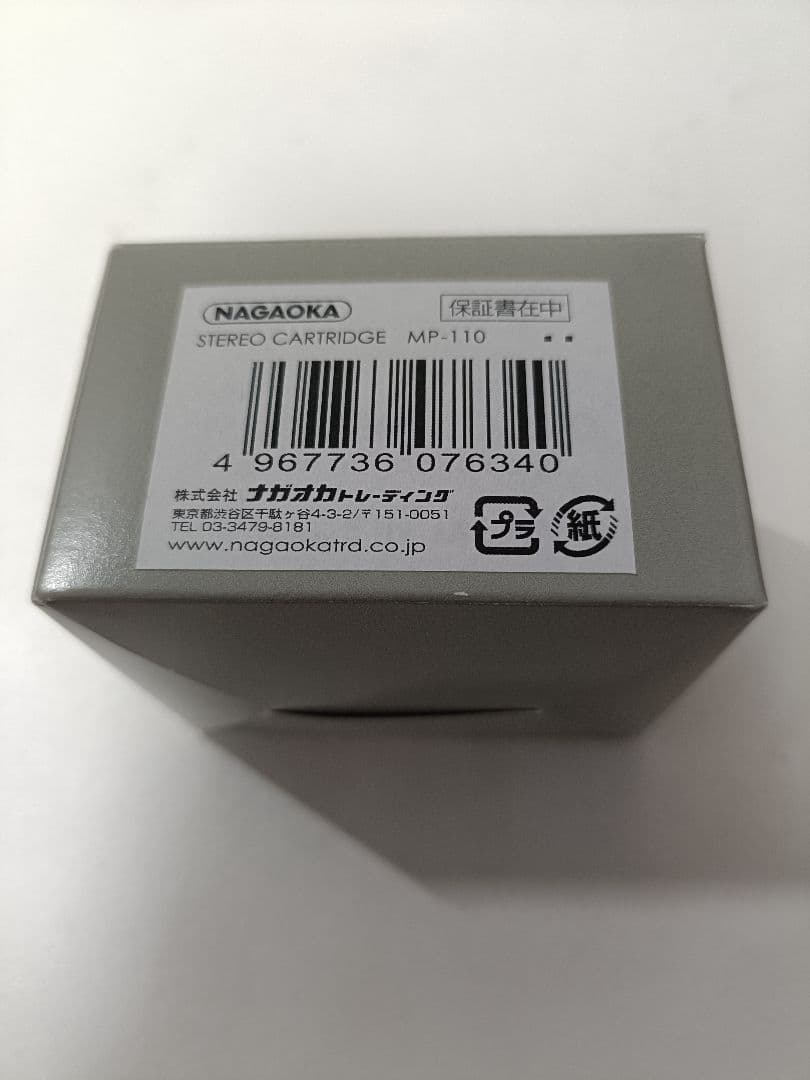 NAGAOKA 保証書在中
STEREO CARTRIDGE MP-110
4 967736 076340
株式会社 ナガオカトレーディング
東京都渋谷区千駄ヶ谷4-3-2/〒151-0051
TEL 03-3479-8181
www.nagaokatrd.co.jp
プラ 紙